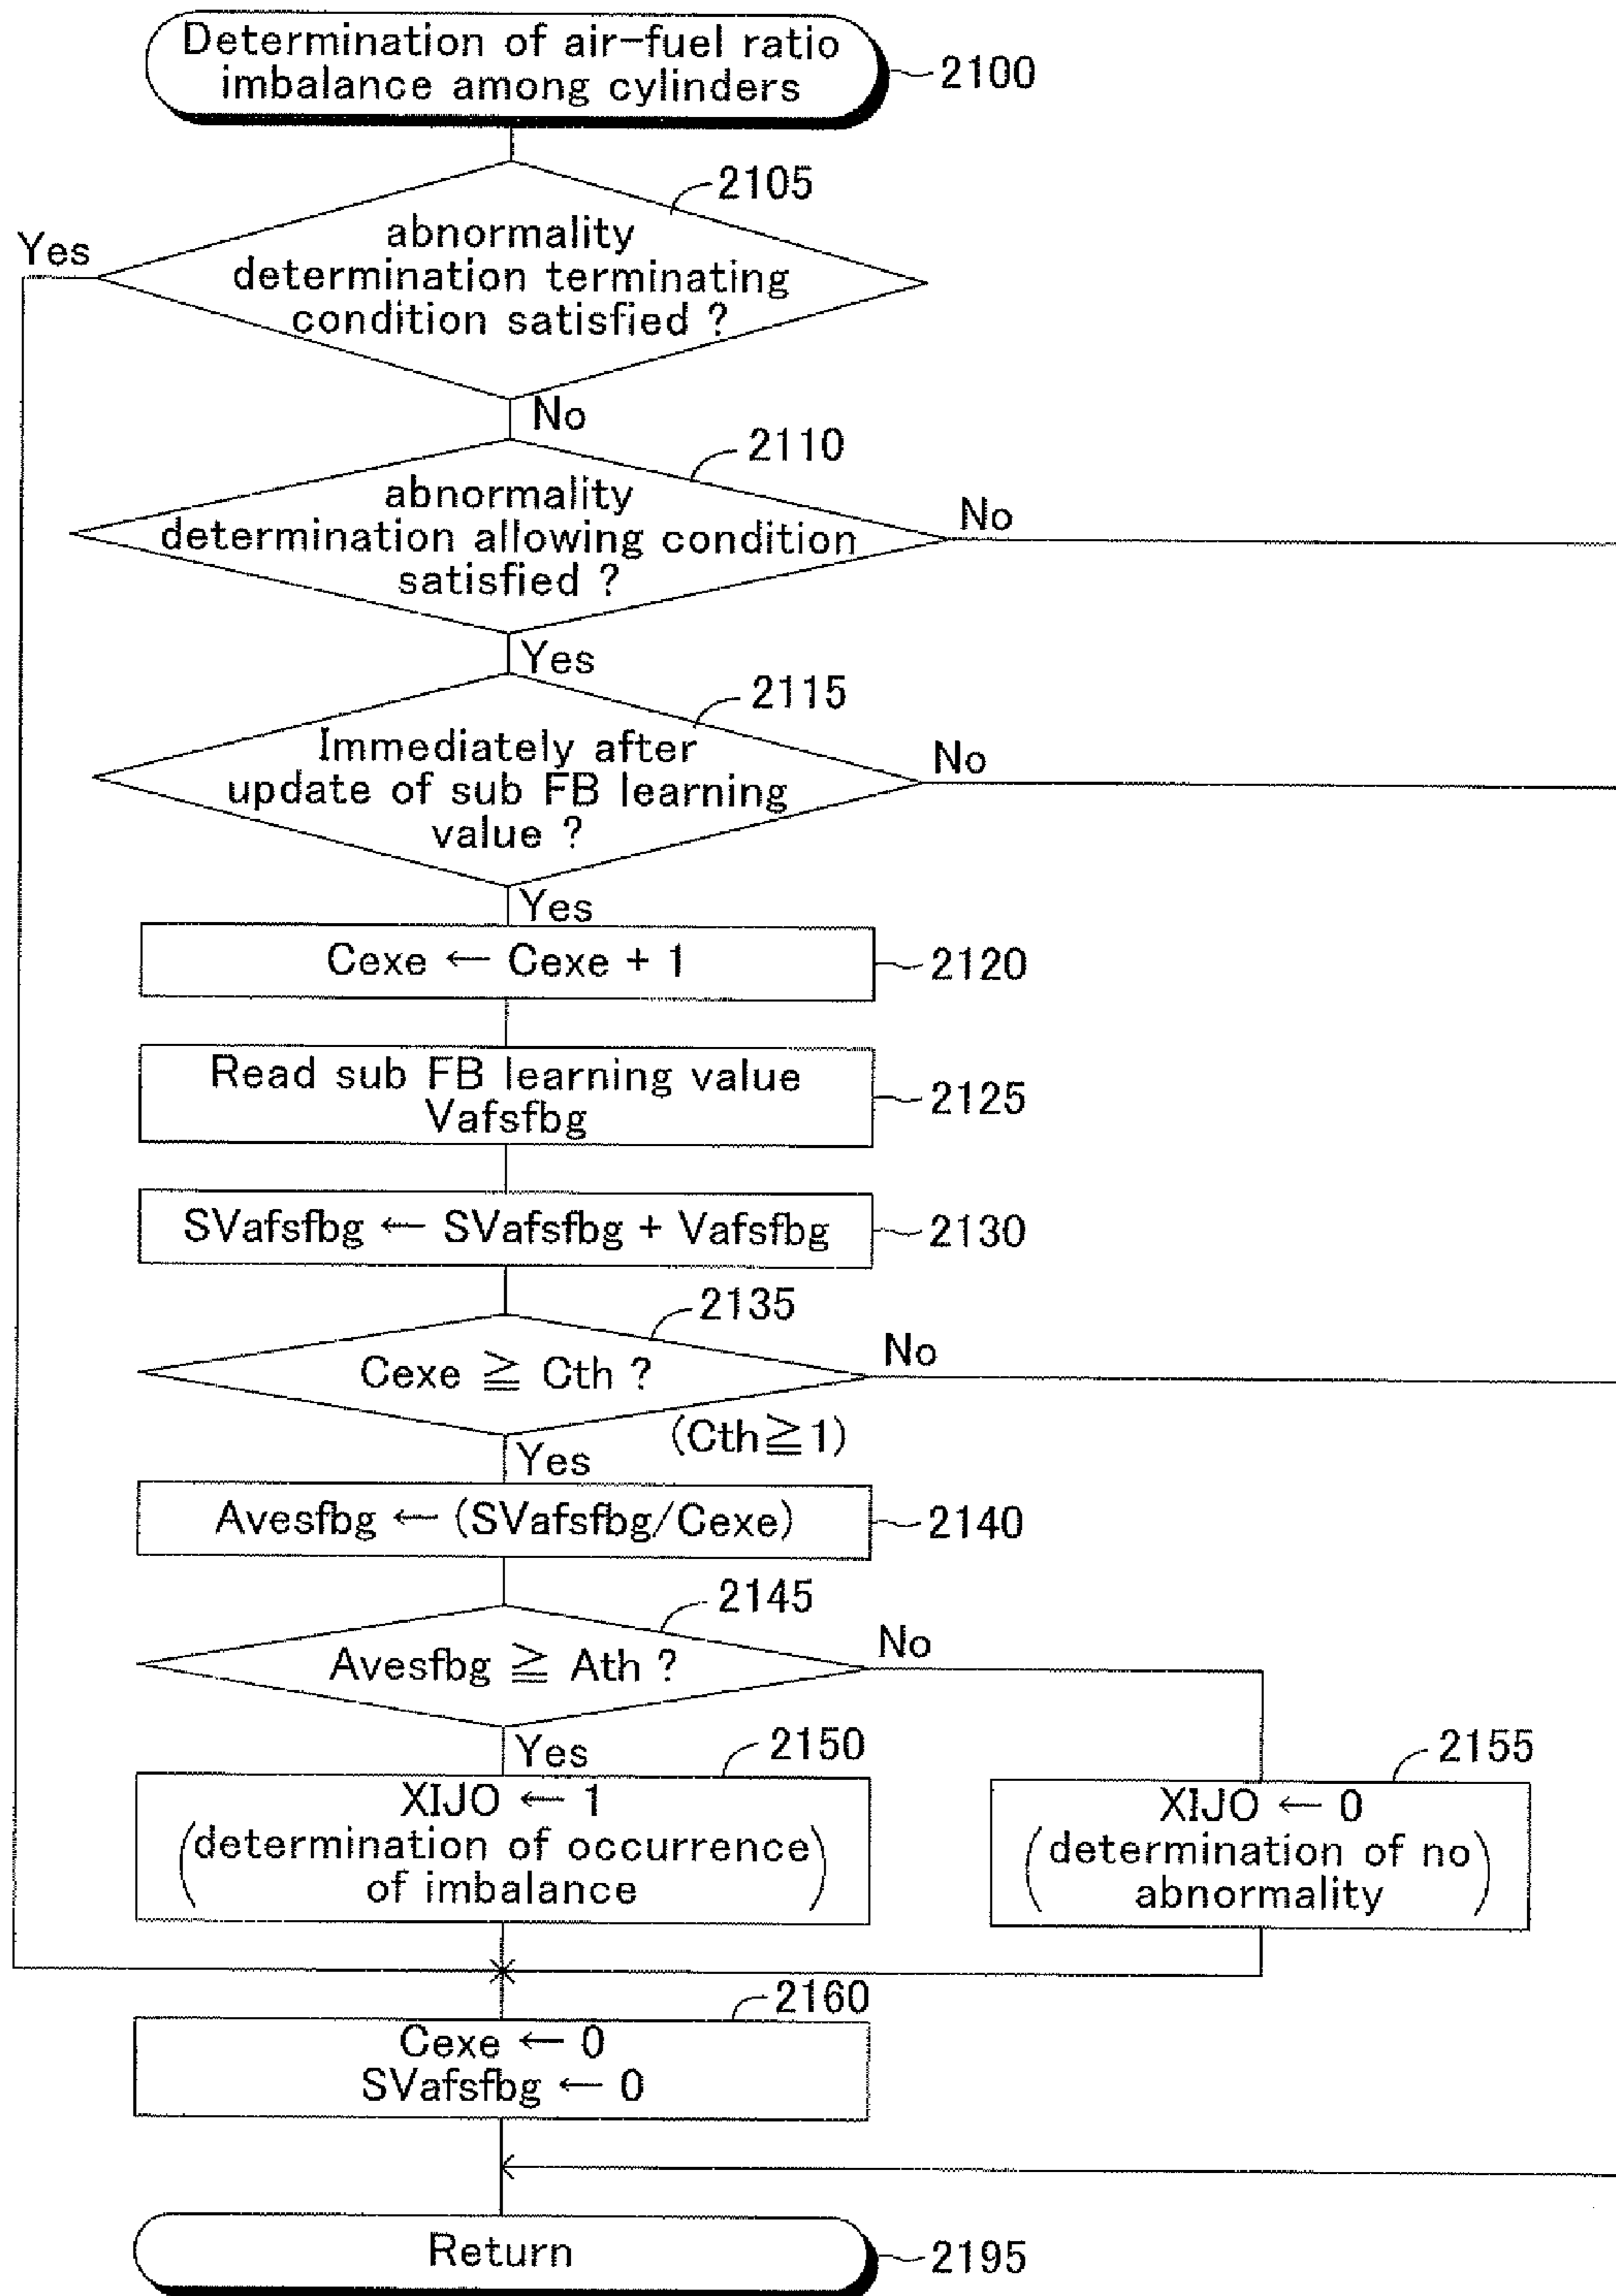 Determination of air-fuel ratio
imbalance among cylinders
2100
2105
Yes
abnormality
determination terminating
condition satisfied ?
No
2110
abnormality
determination allowing condition
satisfied ?
No
Yes
2115
Immediately after
update of sub FB learning
value ?
No
Yes
Cexe ← Cexe + 1
2120
Read sub FB learning value
Vafsfbg
2125
SVafsfbg ← SVafsfbg + Vafsfbg
2130
2135
Cexe ≧ Cth ?
No
(Cth≧1)
Yes
Avesfbg ← (SVafsfbg/Cexe)
2140
2145
Avesfbg ≧ Ath ?
No
Yes
2150
XIJO ← 1
(determination of occurrence
of imbalance)
2155
XIJO ← 0
(determination of no
abnormality)
2160
Cexe ← 0
SVafsfbg ← 0
Return
2195